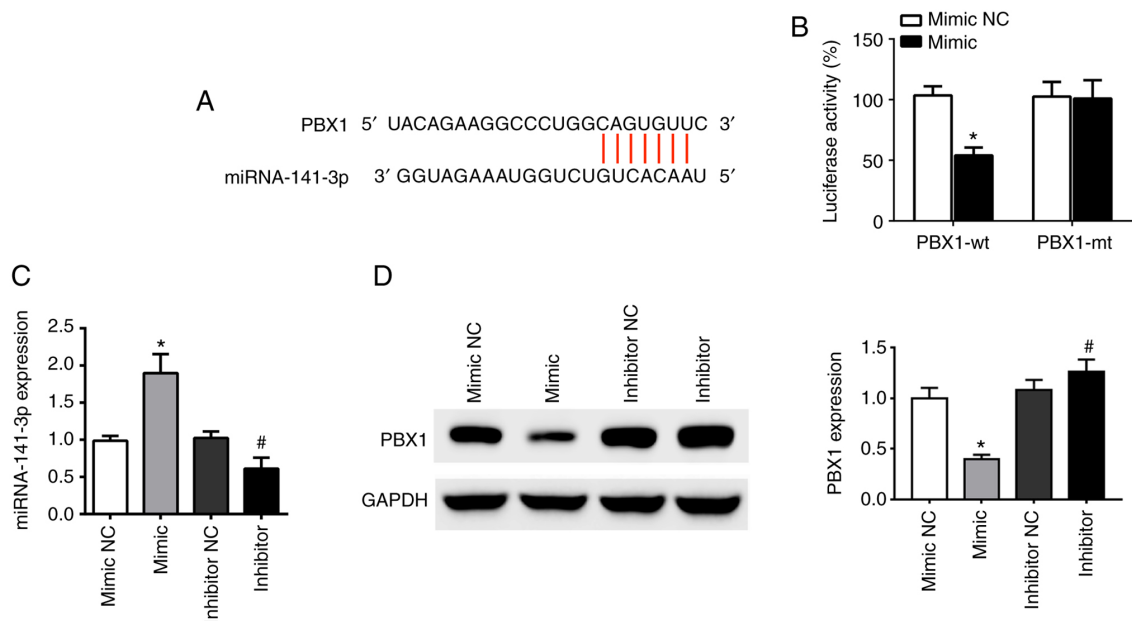 A
PBX1 5′ UACAGAAGGCCCUGGCAGUGUUC 3′
miRNA-141-3p 3′ GGUAGAAAUGGUCUGUCACAAU 5′
B
Mimic NC
Mimic
Luciferase activity (%)
150
100
50
0
*
PBX1-wt PBX1-mt
C
miRNA-141-3p expression
2.5
2.0
1.5
1.0
0.5
0.0
*
#
Mimic NC
Mimic
nhibitor NC
Inhibitor
D
Mimic NC
Mimic
Inhibitor NC
Inhibitor
PBX1
GAPDH
PBX1 expression
1.5
1.0
0.5
0.0
*
#
Mimic NC
Mimic
Inhibitor NC
Inhibitor